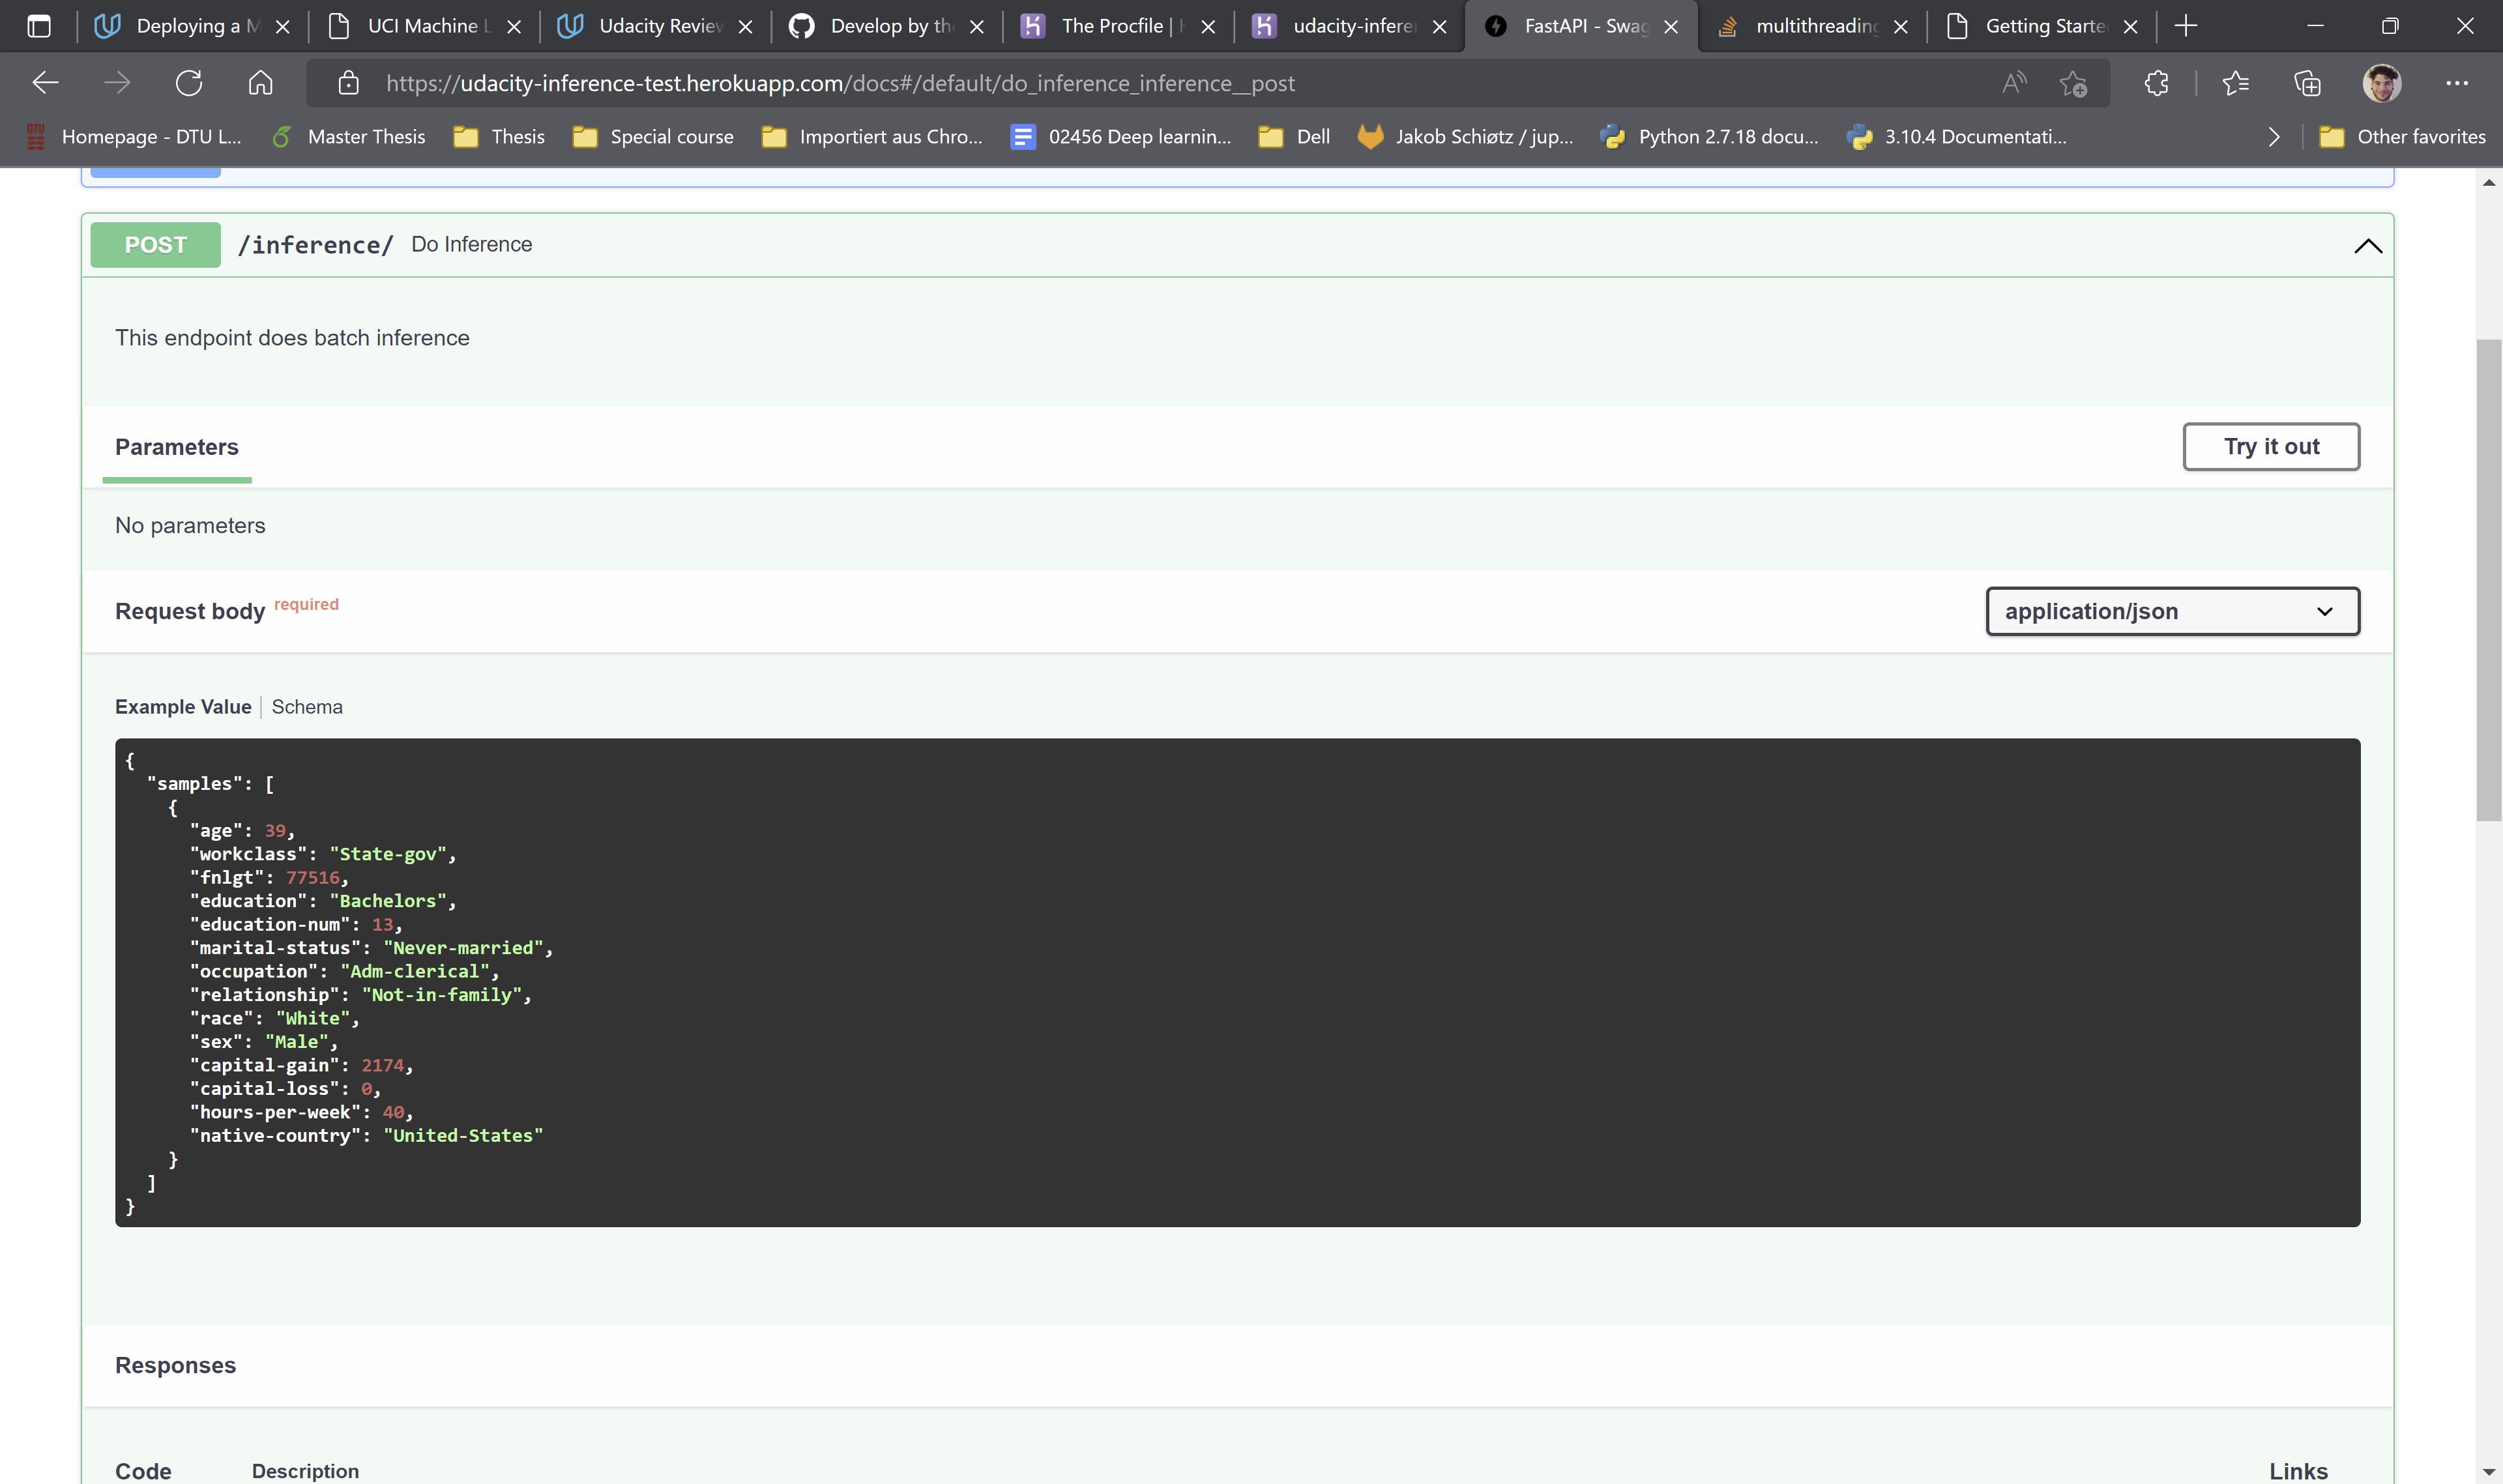 Deploying a M
UCI Machine L
Udacity Review
Develop by th
The Procfile | H
udacity-inferen
FastAPI - Swag
multithreading
Getting Starte
https://udacity-inference-test.herokuapp.com/docs#/default/do_inference_inference__post
Homepage - DTU L...
Master Thesis
Thesis
Special course
Importiert aus Chro...
02456 Deep learnin...
Dell
Jakob Schiøtz / jup...
Python 2.7.18 docu...
3.10.4 Documentati...
Other favorites
POST /inference/ Do Inference
This endpoint does batch inference
Parameters
Try it out
No parameters
Request body required
application/json
Example Value | Schema
{
  "samples": [
    {
      "age": 39,
      "workclass": "State-gov",
      "fnlgt": 77516,
      "education": "Bachelors",
      "education-num": 13,
      "marital-status": "Never-married",
      "occupation": "Adm-clerical",
      "relationship": "Not-in-family",
      "race": "White",
      "sex": "Male",
      "capital-gain": 2174,
      "capital-loss": 0,
      "hours-per-week": 40,
      "native-country": "United-States"
    }
  ]
}
Responses
Code Description Links